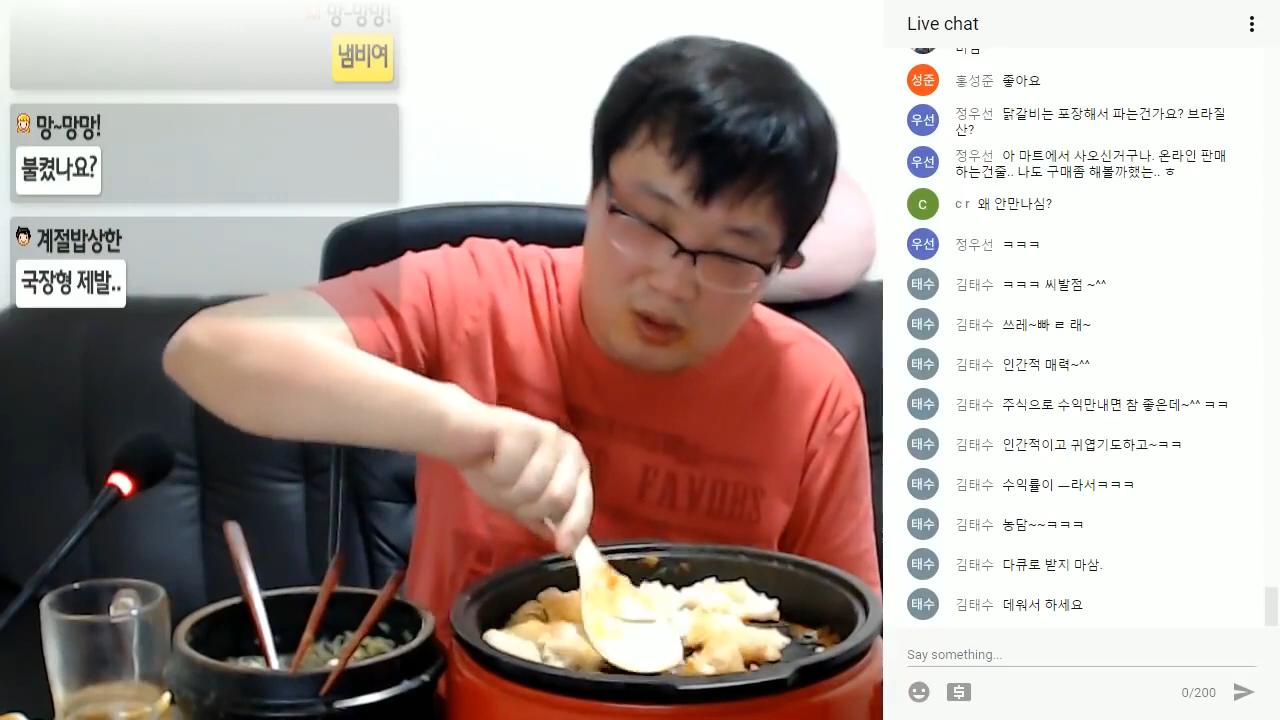 망~망망!
냄비여
망~망망!
불켰나요?
계절밥상한
국장형 제발..
FAVORS
Live chat
성준 홍성준 좋아요
우선 정우선 닭갈비는 포장해서 파는건가요? 브라질
산?
우선 정우선 아 마트에서 사오신거구나. 온라인 판매
하는건줄.. 나도 구매좀 해볼까했는.. ㅎ
C c r 왜 안만나심?
우선 정우선 ㅋㅋㅋ
태수 김태수 ㅋㅋㅋ 씨발점 ~^^
태수 김태수 쓰레~빠 ㄹ 래~
태수 김태수 인간적 매력~^^
태수 김태수 주식으로 수익만내면 참 좋은데~^^ ㅋㅋ
태수 김태수 인간적이고 귀엽기도하고~ㅋㅋ
태수 김태수 수익률이 ㅡ라서ㅋㅋㅋ
태수 김태수 농담~~ㅋㅋㅋ
태수 김태수 다큐로 받지 마삼.
태수 김태수 데워서 하세요
Say something...
0/200